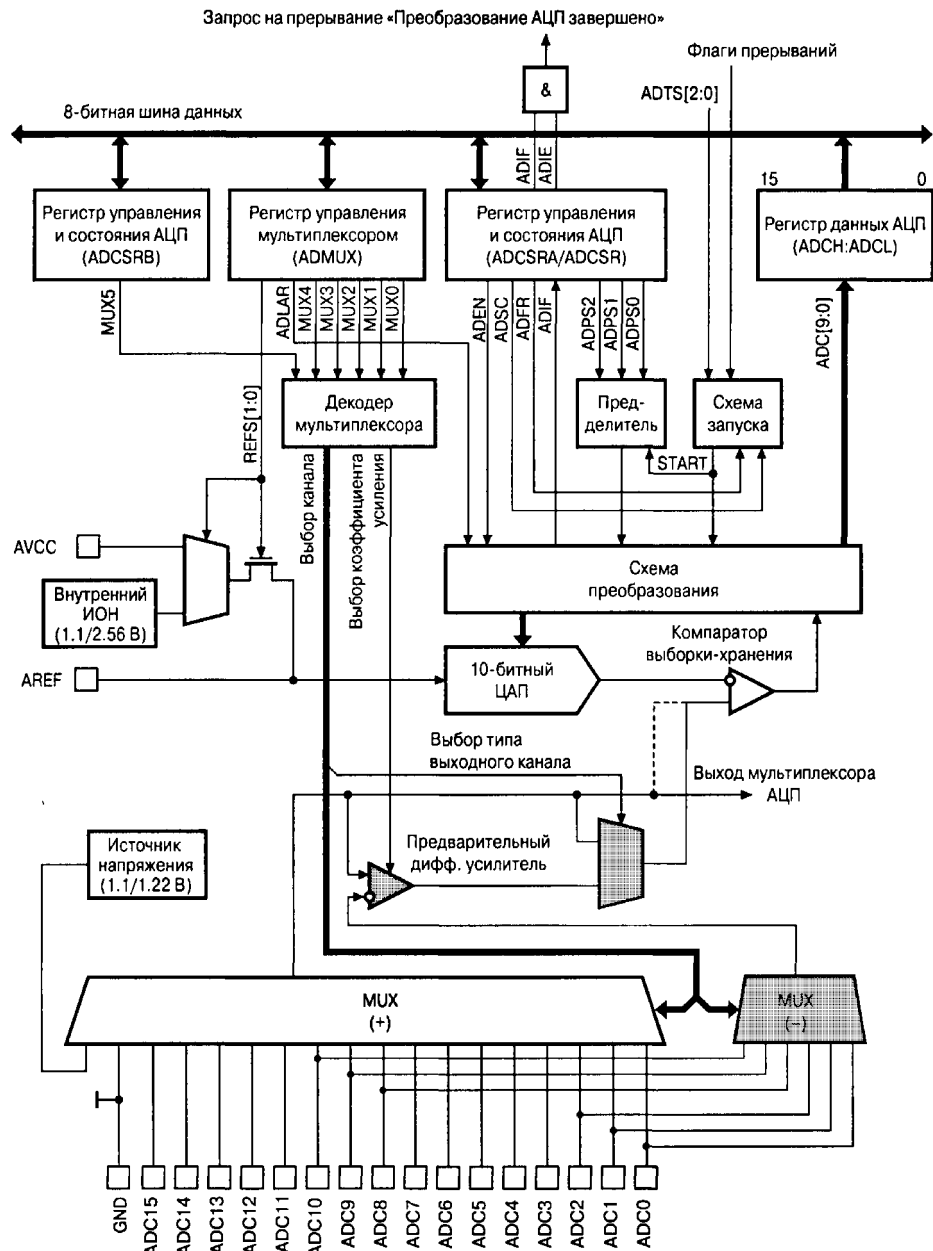 Запрос на прерывание «Преобразование АЦП завершено»
Флаги прерываний
&
ADTS[2:0]
8-битная шина данных
ADIF
ADIE
15
0
Регистр управления
и состояния АЦП
(ADCSRB)
Регистр управления
мультиплексором
(ADMUX)
Регистр управления
и состояния АЦП
(ADCSRA/ADCSR)
Регистр данных АЦП
(ADCH:ADCL)
MUX5
ADLAR
MUX4
MUX3
MUX2
MUX1
MUX0
ADEN
ADSC
ADFR
ADIF
ADPS2
ADPS1
ADPS0
ADC[9:0]
REFS[1:0]
Декодер
мультиплексора
Пред-
делитель
Схема
запуска
START
Выбор канала
Выбор коэффициента
усиления
AVCC
Внутренний
ИОН
(1.1/2.56 В)
AREF
Схема
преобразования
Компаратор
выборки-хранения
10-битный
ЦАП
Выбор типа
выходного канала
Выход мультиплексора
АЦП
Источник
напряжения
(1.1/1.22 В)
Предварительный
дифф. усилитель
MUX
(+)
MUX
(–)
GND
ADC15
ADC14
ADC13
ADC12
ADC11
ADC10
ADC9
ADC8
ADC7
ADC6
ADC5
ADC4
ADC3
ADC2
ADC1
ADC0